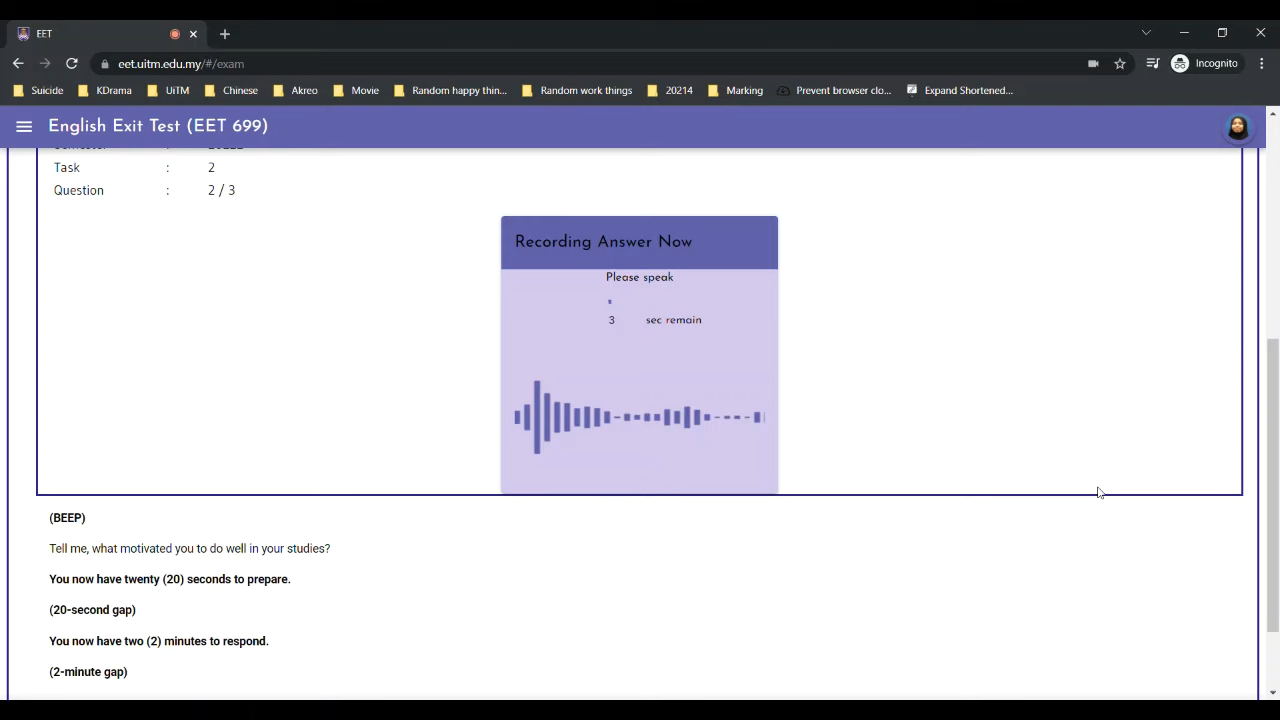 EET
eet.uitm.edu.my/#/exam
Incognito
Suicide KDrama UiTM Chinese Akreo Movie Random happy thin... Random work things 20214 Marking Prevent browser clo... Expand Shortened...
English Exit Test (EET 699)
Task : 2
Question : 2 / 3
Recording Answer Now
Please speak
3 sec remain
(BEEP)
Tell me, what motivated you to do well in your studies?
You now have twenty (20) seconds to prepare.
(20-second gap)
You now have two (2) minutes to respond.
(2-minute gap)